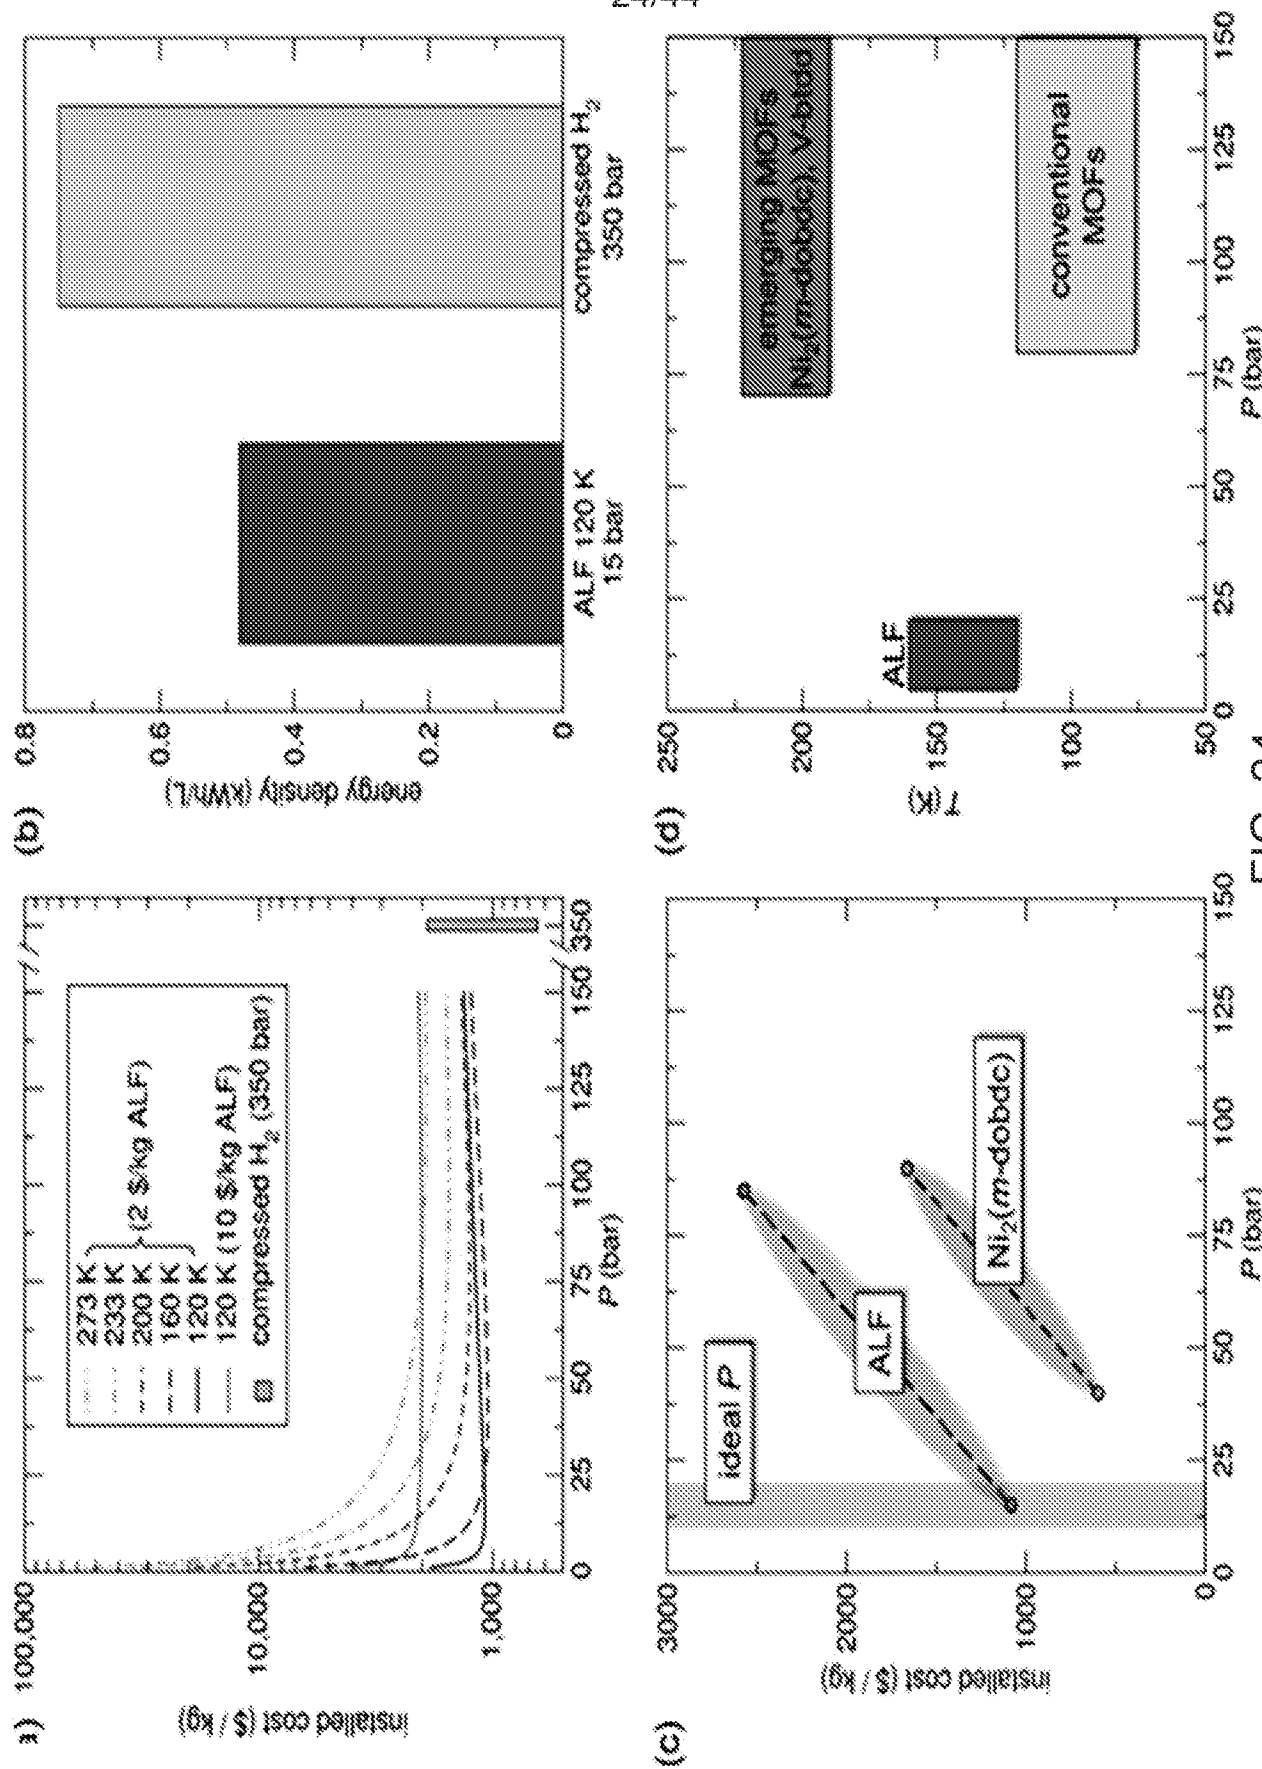 24/44
a)
100,000
10,000
1,000
installed cost ($ / kg)
273 K
233 K
200 K
160 K
120 K
(2 $/kg ALF)
120 K (10 $/kg ALF)
compressed H₂ (350 bar)
0 25 50 75 100 125 150 350
P (bar)
(b)
0.8
0.6
0.4
0.2
0
energy density (kWh/L)
ALF 120 K
15 bar
compressed H₂
350 bar
(c)
3000
2000
1000
0
installed cost ($ / kg)
ideal P
ALF
Ni₂(m-dobdc)
0 25 50 75 100 125 150
P (bar)
(d)
250
200
150
100
50
T (K)
ALF
emerging MOFs
Ni₂(m-dobdc) V-btdd
conventional
MOFs
0 25 50 75 100 125 150
P (bar)